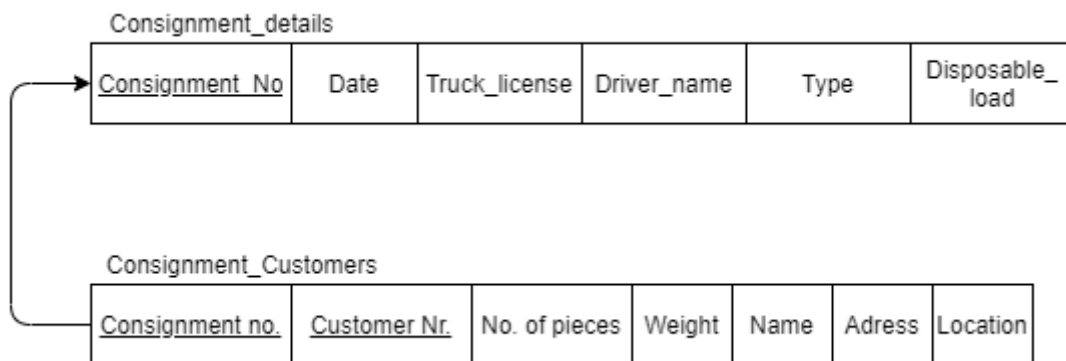 Consignment_details
Consignment_No Date Truck_license Driver_name Type Disposable_
load
Consignment_Customers
Consignment no. Customer Nr. No. of pieces Weight Name Adress Location